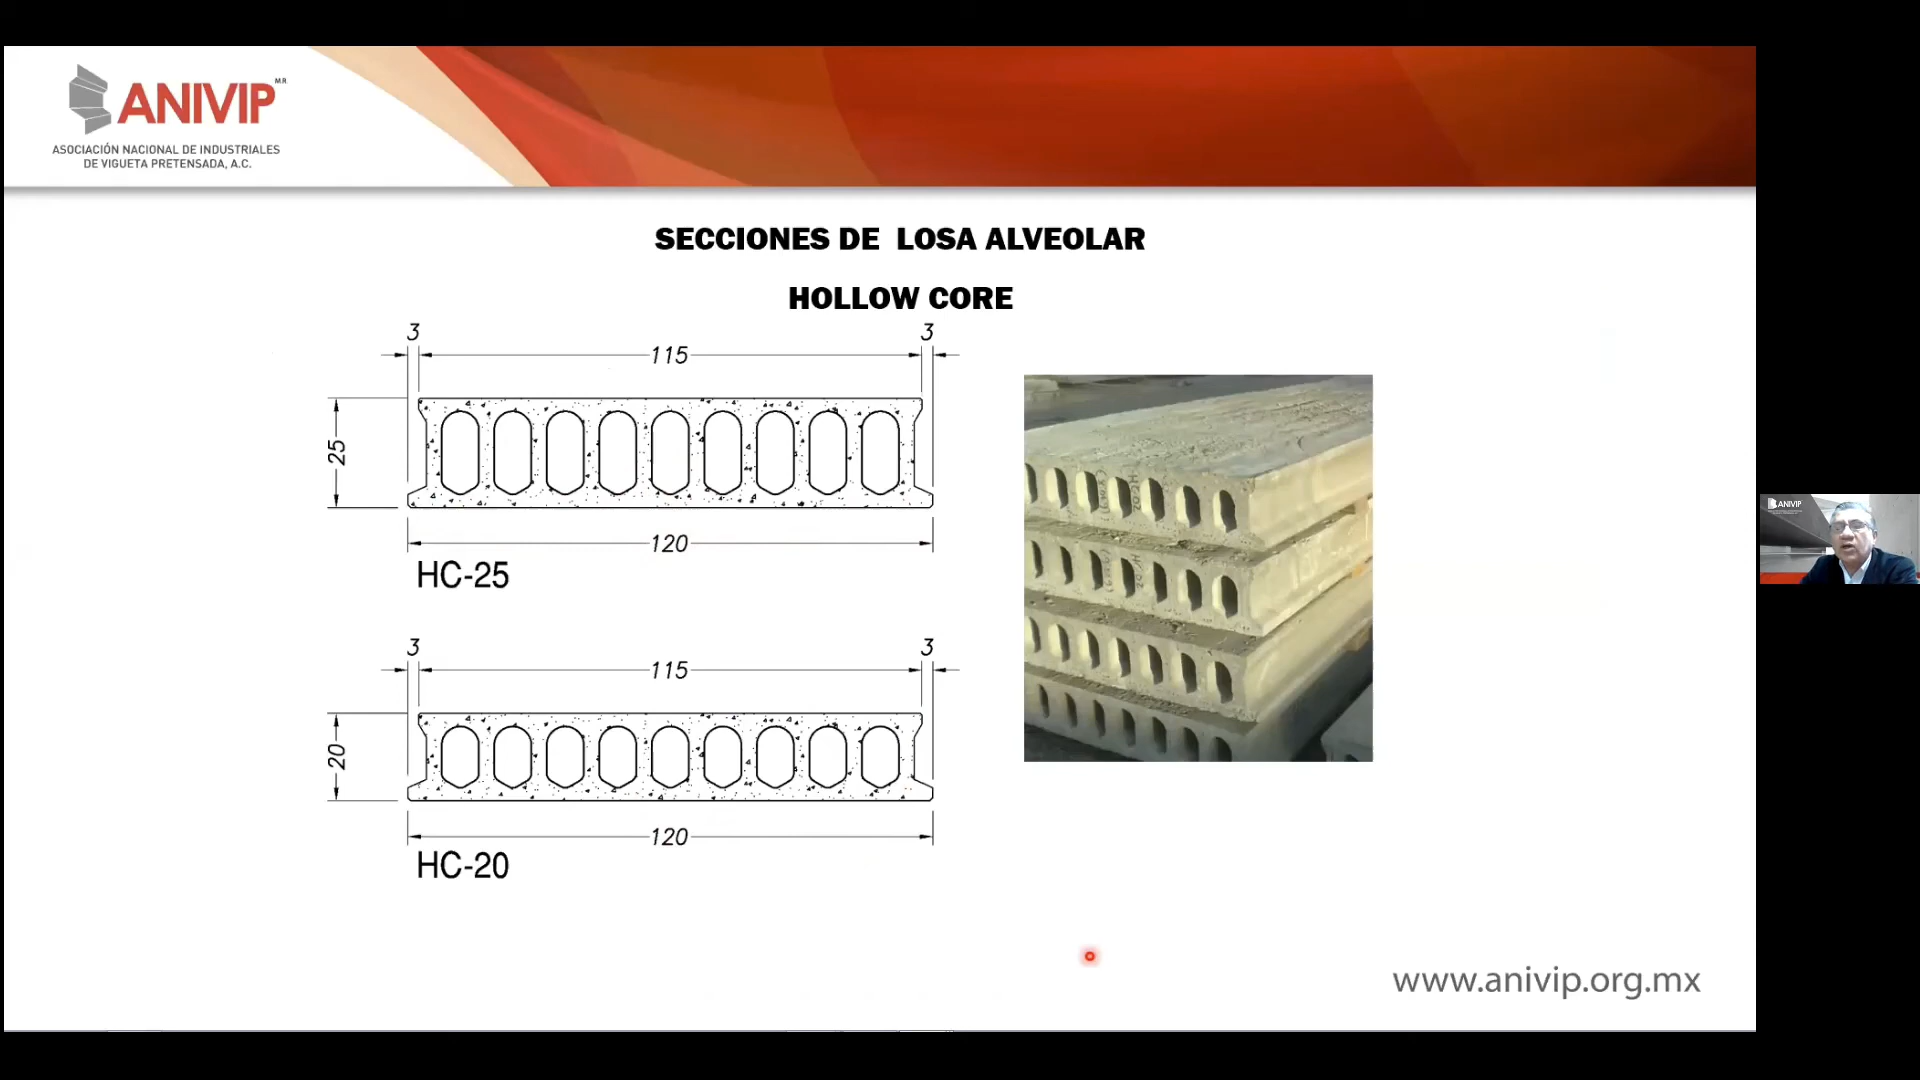 ANIVIP MR
ASOCIACIÓN NACIONAL DE INDUSTRIALES
DE VIGUETA PRETENSADA, A.C.
SECCIONES DE LOSA ALVEOLAR
HOLLOW CORE
3 115 3
25
120
HC-25
3 115 3
20
120
HC-20
www.anivip.org.mx
ANIVIP